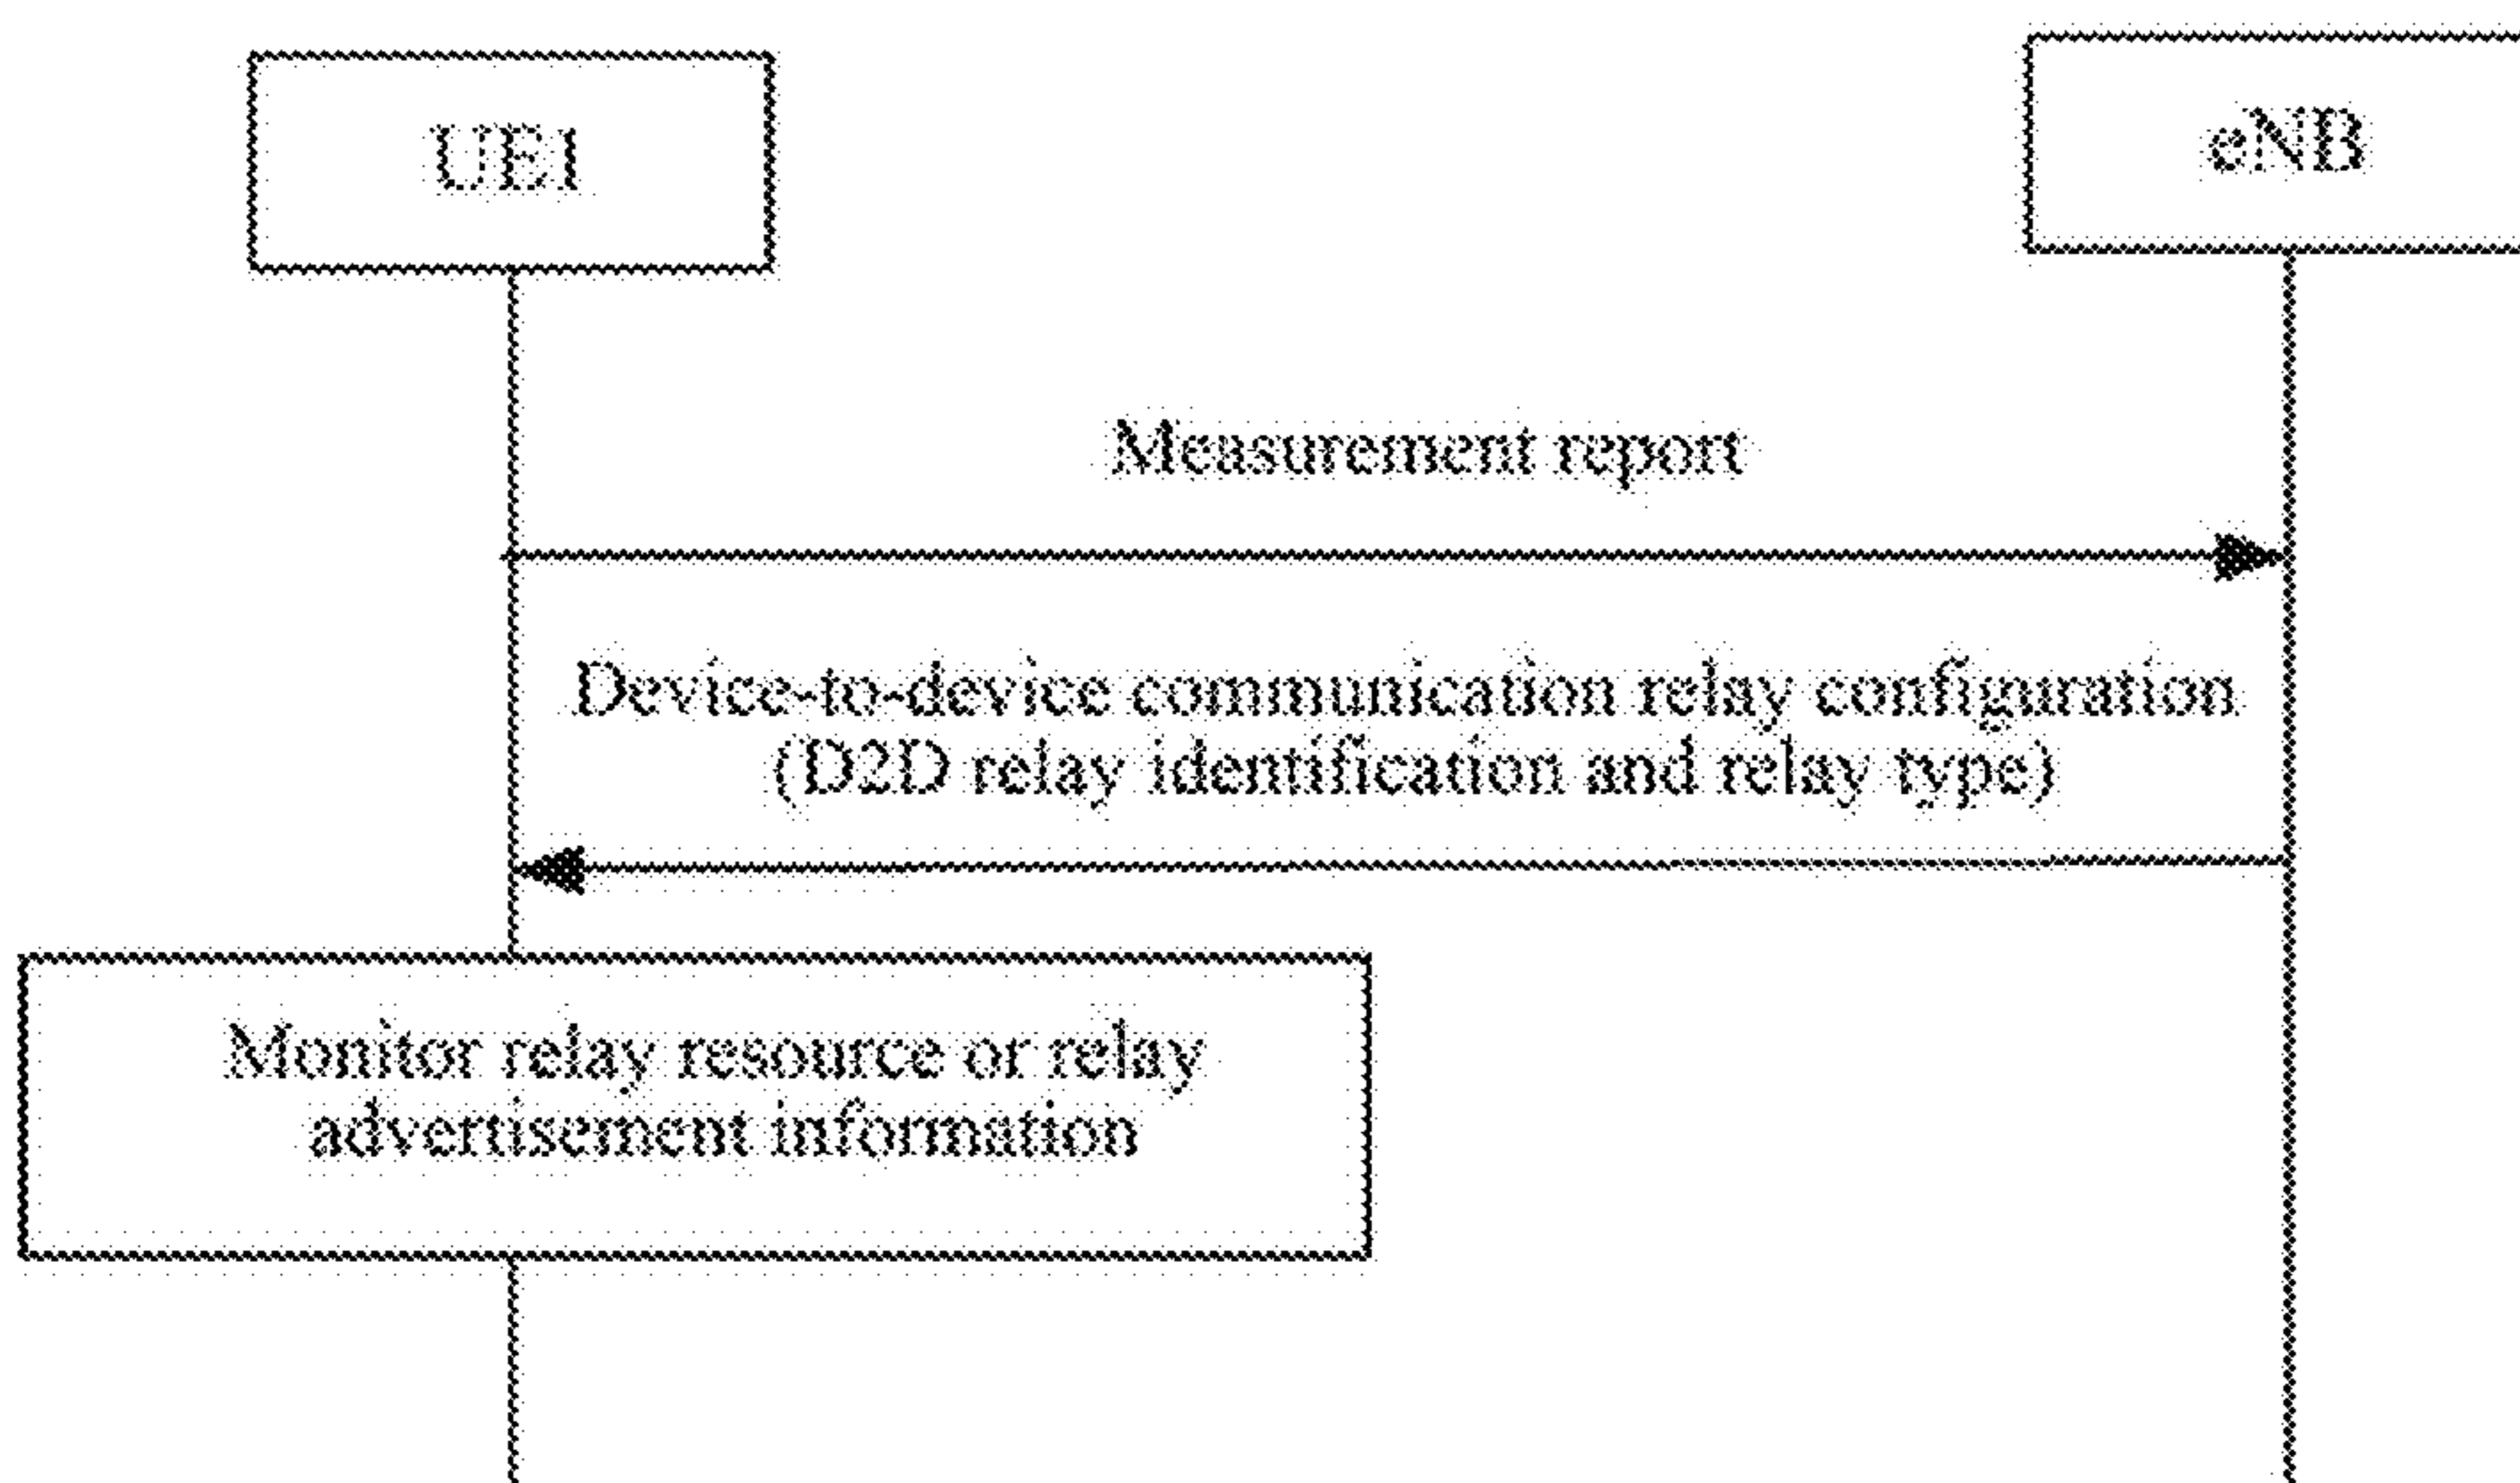 UE1
eNB
Measurement report
Device-to-device communication relay configuration
(D2D relay identification and relay type)
Monitor relay resource or relay
advertisement information